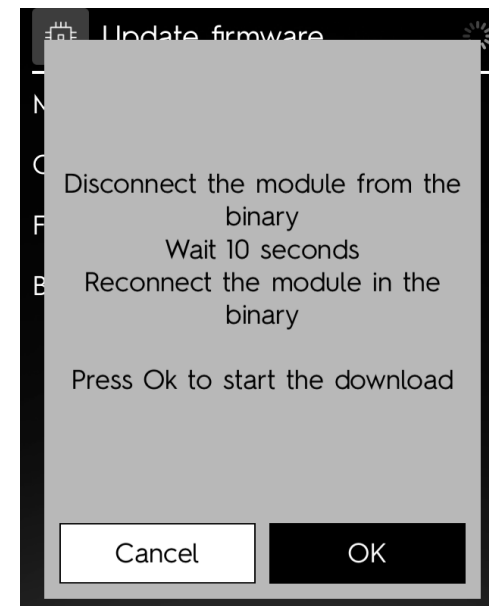 Update firmware
N
C
F
B
Disconnect the module from the
binary
Wait 10 seconds
Reconnect the module in the
binary
Press Ok to start the download
Cancel
OK